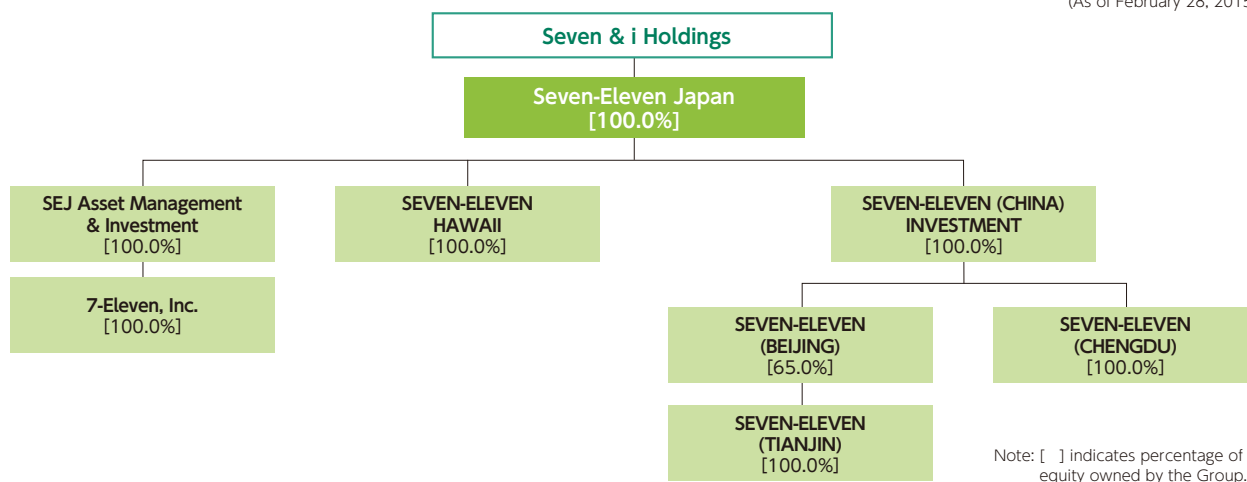 (As of February 28, 2015
Seven & i Holdings
Seven-Eleven Japan
[100.0%]
SEJ Asset Management
& Investment
[100.0%]
SEVEN-ELEVEN
HAWAII
[100.0%]
SEVEN-ELEVEN (CHINA)
INVESTMENT
[100.0%]
7-Eleven, Inc.
[100.0%]
SEVEN-ELEVEN
(BEIJING)
[65.0%]
SEVEN-ELEVEN
(CHENGDU)
[100.0%]
SEVEN-ELEVEN
(TIANJIN)
[100.0%]
Note: [ ] indicates percentage of
equity owned by the Group.